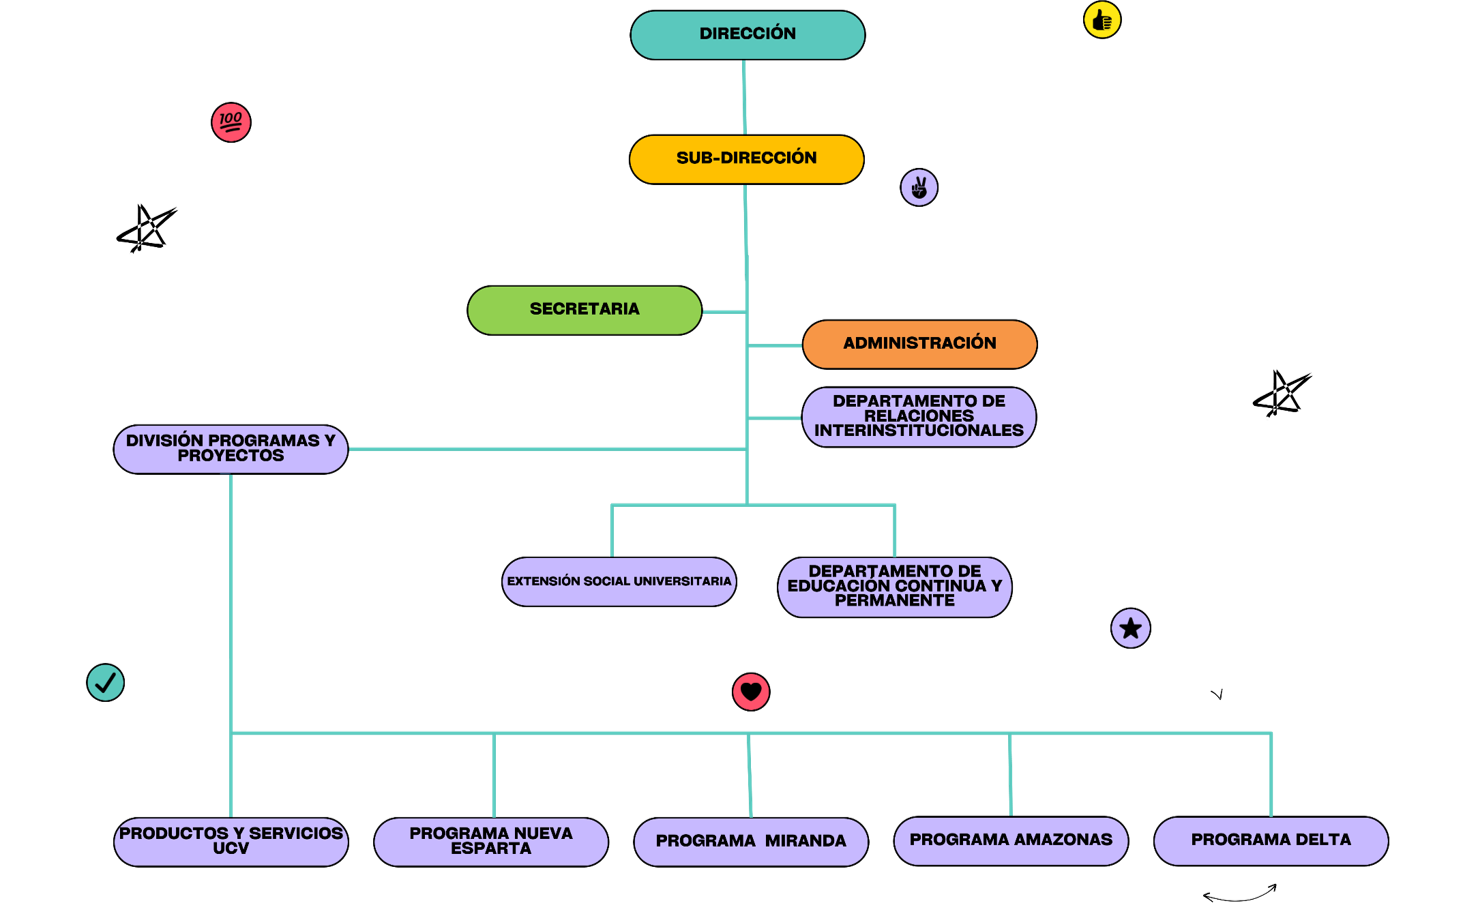 DIRECCIÓN
100
SUB-DIRECCIÓN
SECRETARIA
ADMINISTRACIÓN
DEPARTAMENTO DE
RELACIONES
INTERINSTITUCIONALES
DIVISIÓN PROGRAMAS Y
PROYECTOS
EXTENSIÓN SOCIAL UNIVERSITARIA
DEPARTAMENTO DE
EDUCACIÓN CONTINUA Y
PERMANENTE
PRODUCTOS Y SERVICIOS
UCV
PROGRAMA NUEVA
ESPARTA
PROGRAMA  MIRANDA
PROGRAMA AMAZONAS
PROGRAMA DELTA